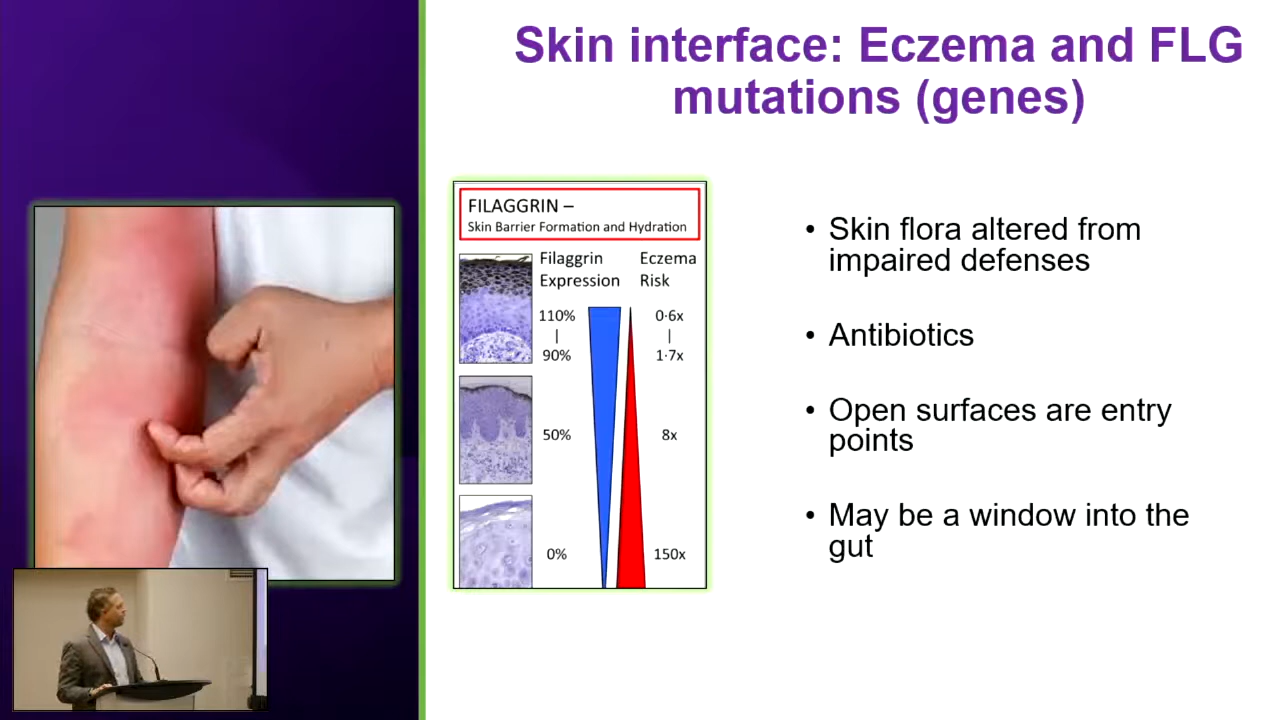 Skin interface: Eczema and FLG
mutations (genes)
FILAGGRIN –
Skin Barrier Formation and Hydration
Filaggrin Eczema
Expression Risk
110% 0·6x
| |
90% 1·7x
50% 8x
0% 150x
• Skin flora altered from
impaired defenses
• Antibiotics
• Open surfaces are entry
points
• May be a window into the
gut